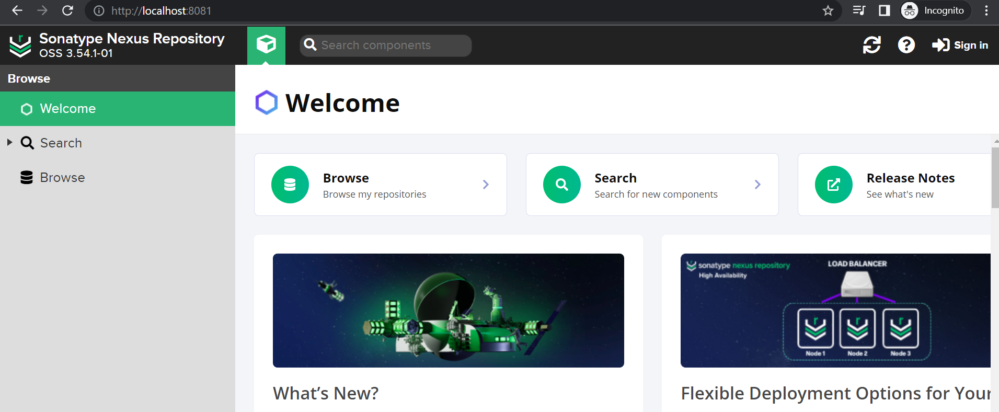 http://localhost:8081
Incognito
Sonatype Nexus Repository
OSS 3.54.1-01
Search components
Sign in
Browse
Welcome
Search
Browse
Welcome
Browse
Browse my repositories
Search
Search for new components
Release Notes
See what's new
sonatype nexus repository
High Availability
LOAD BALANCER
Node 1
Node 2
Node 3
What’s New?
Flexible Deployment Options for Your